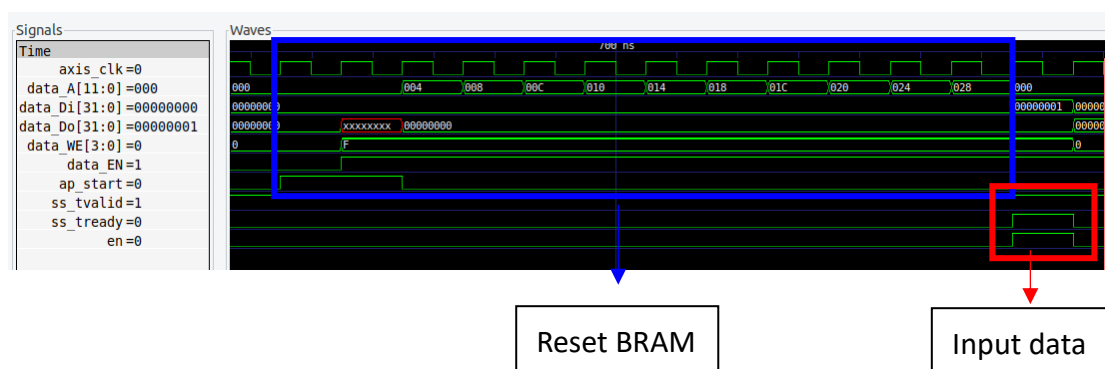 Signals
Waves
Time
700 ns
axis_clk=0
data_A[11:0]=000
000 004 008 00C 010 014 018 01C 020 024 028 000
data_Di[31:0]=00000000
00000000 00000001 0000
data_Do[31:0]=00000001
00000000 xxxxxxxx 00000000 0000
data_WE[3:0]=0
0 F 0
data_EN=1
ap_start=0
ss_tvalid=1
ss_tready=0
en=0
Reset BRAM
Input data